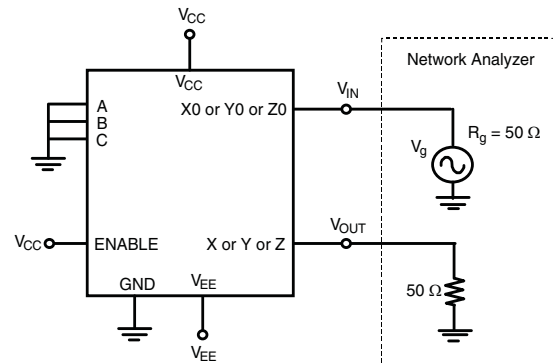 VCC
VCC
Network Analyzer
A
B
C
X0 or Y0 or Z0
VIN
Vg
Rg = 50 Ω
VCC
ENABLE
X or Y or Z
VOUT
GND
VEE
50 Ω
VEE